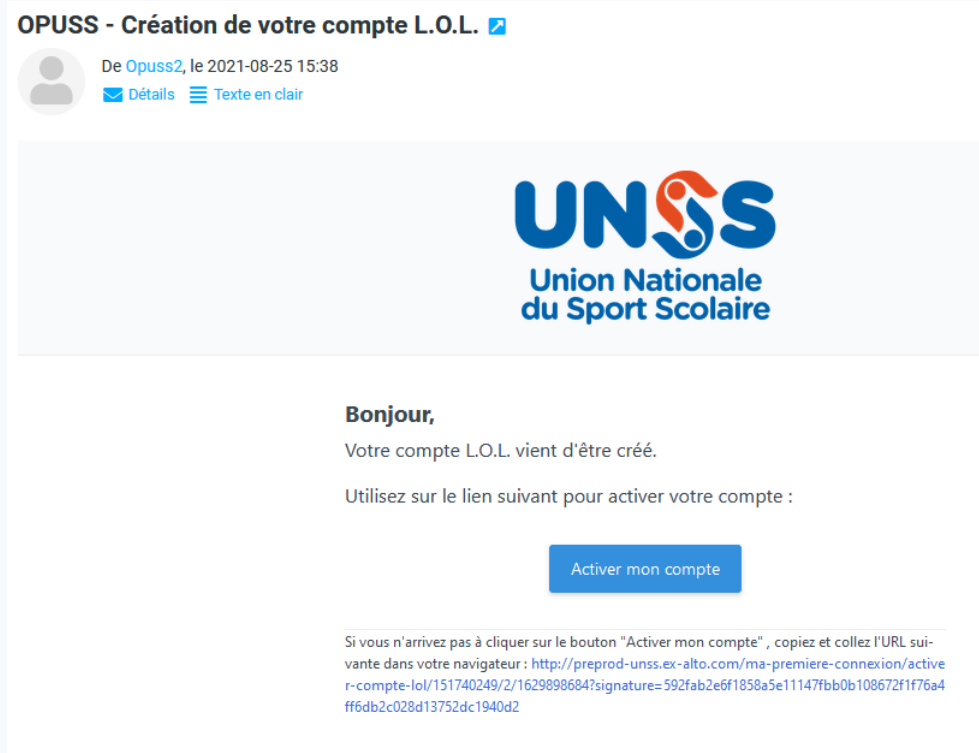 OPUSS - Création de votre compte L.O.L.
De Opuss2, le 2021-08-25 15:38
Détails Texte en clair
UNSS
Union Nationale
du Sport Scolaire
Bonjour,
Votre compte L.O.L. vient d'être créé.
Utilisez sur le lien suivant pour activer votre compte :
Activer mon compte
Si vous n'arrivez pas à cliquer sur le bouton "Activer mon compte" , copiez et collez l'URL sui-
vante dans votre navigateur : http://preprod-unss.ex-alto.com/ma-premiere-connexion/active
r-compte-lol/151740249/2/1629898684?signature=592fab2e6f1858a5e11147fbb0b108672f1f76a4
ff6db2c028d13752dc1940d2